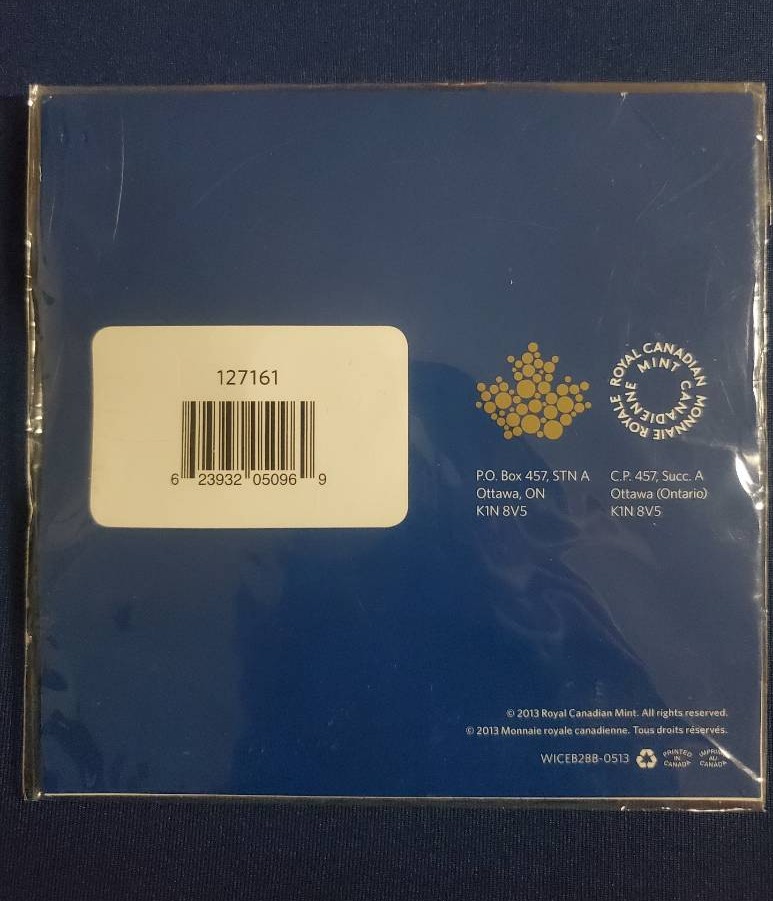 127161
6 23932 05096 9
ROYAL CANADIAN MINT
MONNAIE ROYALE CANADIENNE
P.O. Box 457, STN A
Ottawa, ON
K1N 8V5
C.P. 457, Succ. A
Ottawa (Ontario)
K1N 8V5
© 2013 Royal Canadian Mint. All rights reserved.
© 2013 Monnaie royale canadienne. Tous droits réservés.
WICEB2BB-0513
PRINTED IN CANADA
AU CANADA